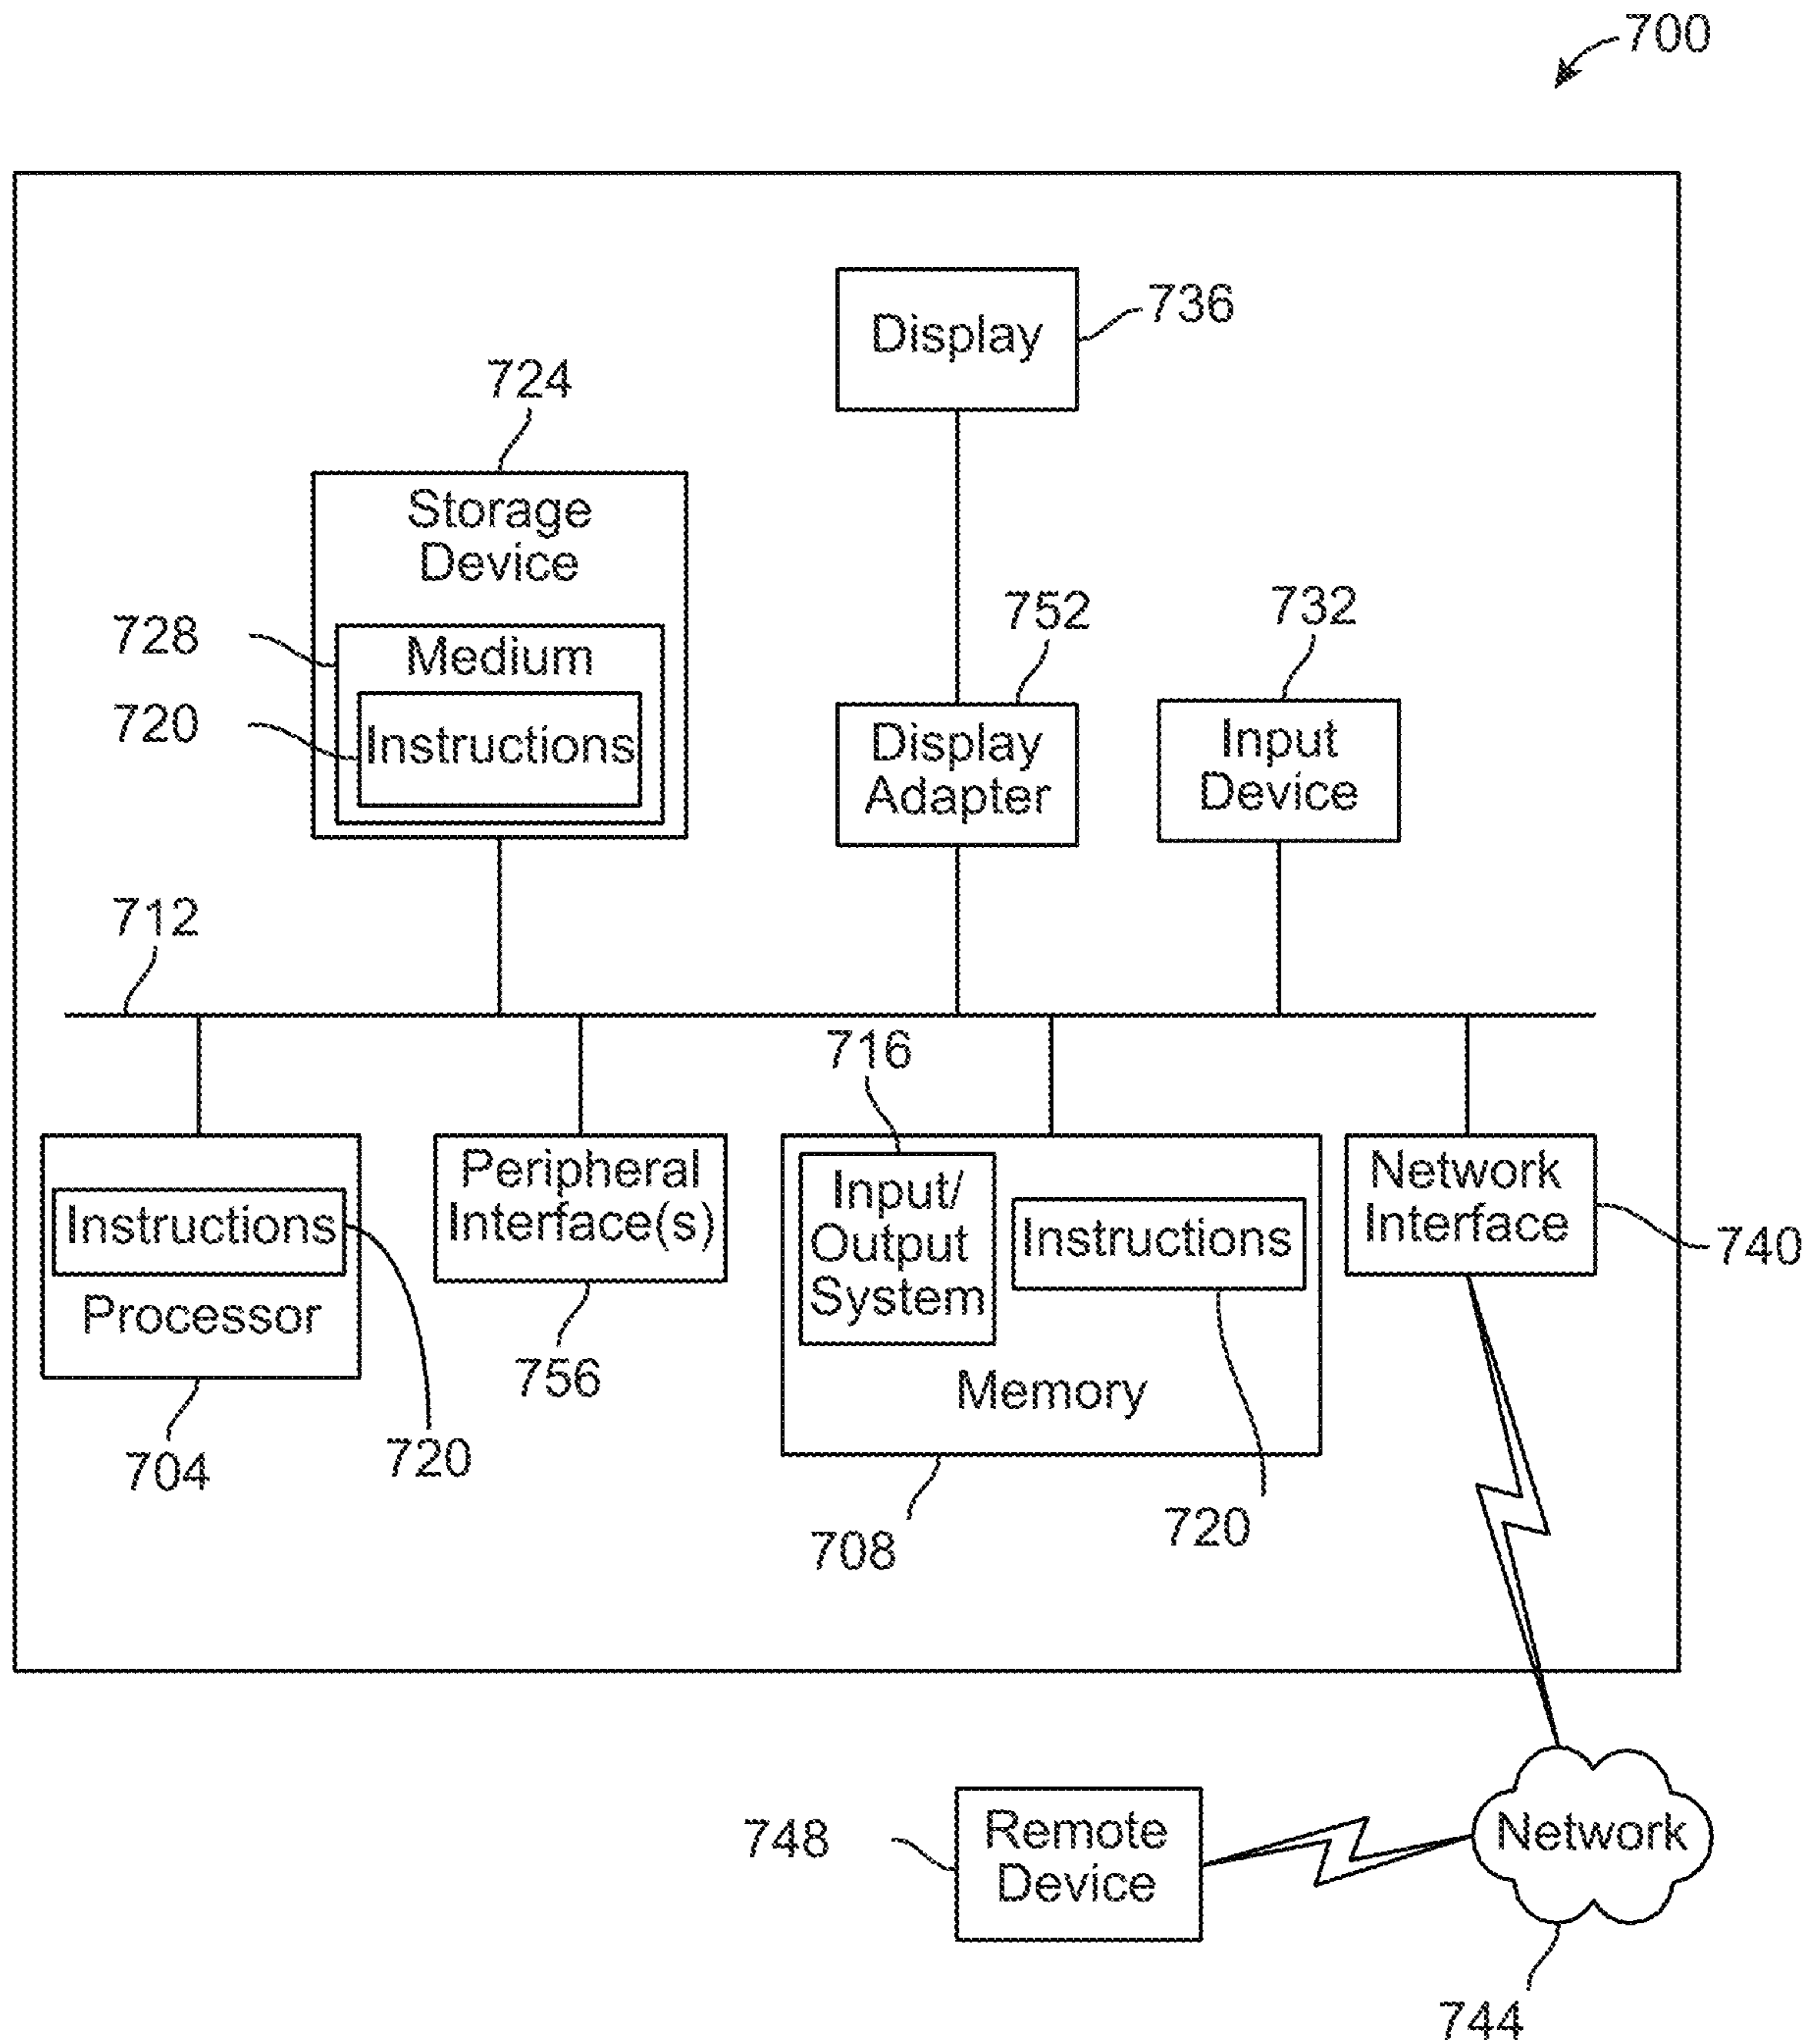 700
Display
736
724
Storage
Device
728
Medium
720
Instructions
752
Display
Adapter
732
Input
Device
712
716
Instructions
Processor
704
720
Peripheral
Interface(s)
756
Input/
Output
System
Instructions
Memory
708
720
Network
Interface
740
748
Remote
Device
Network
744